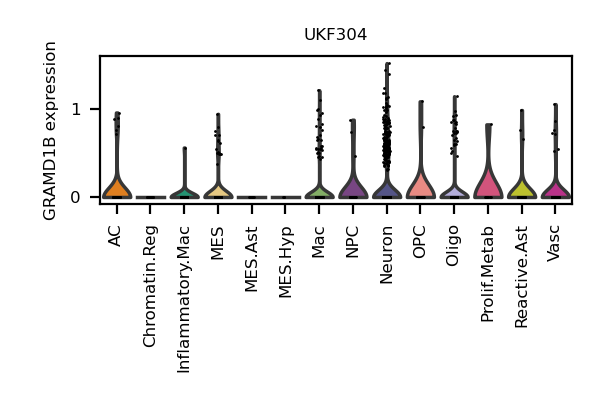 UKF304
GRAMD1B expression
1
0
AC
Chromatin.Reg
Inflammatory.Mac
MES
MES.Ast
MES.Hyp
Mac
NPC
Neuron
OPC
Oligo
Prolif.Metab
Reactive.Ast
Vasc